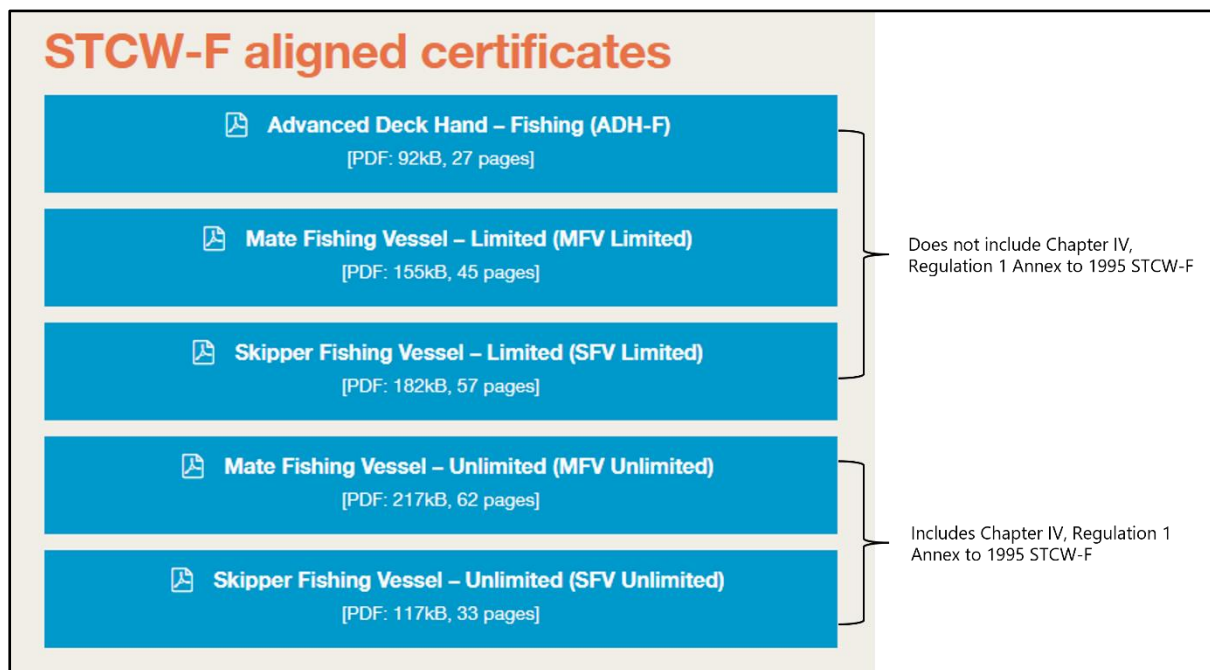 STCW-F aligned certificates
Advanced Deck Hand – Fishing (ADH-F)
[PDF: 92kB, 27 pages]
Mate Fishing Vessel – Limited (MFV Limited)
[PDF: 155kB, 45 pages]
Skipper Fishing Vessel – Limited (SFV Limited)
[PDF: 182kB, 57 pages]
Does not include Chapter IV,
Regulation 1 Annex to 1995 STCW-F
Mate Fishing Vessel – Unlimited (MFV Unlimited)
[PDF: 217kB, 62 pages]
Skipper Fishing Vessel – Unlimited (SFV Unlimited)
[PDF: 117kB, 33 pages]
Includes Chapter IV, Regulation 1
Annex to 1995 STCW-F